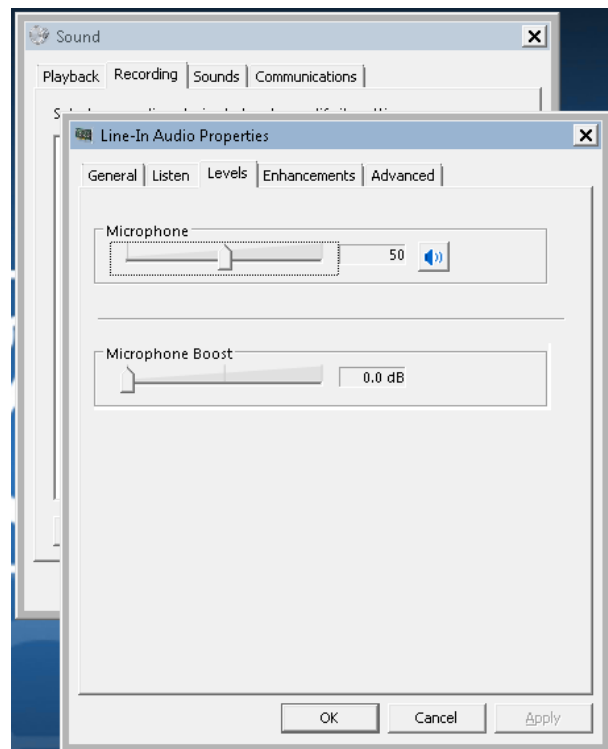 Sound
Playback Recording Sounds Communications
Line-In Audio Properties
General Listen Levels Enhancements Advanced
Microphone
50
Microphone Boost
0.0 dB
OK Cancel Apply